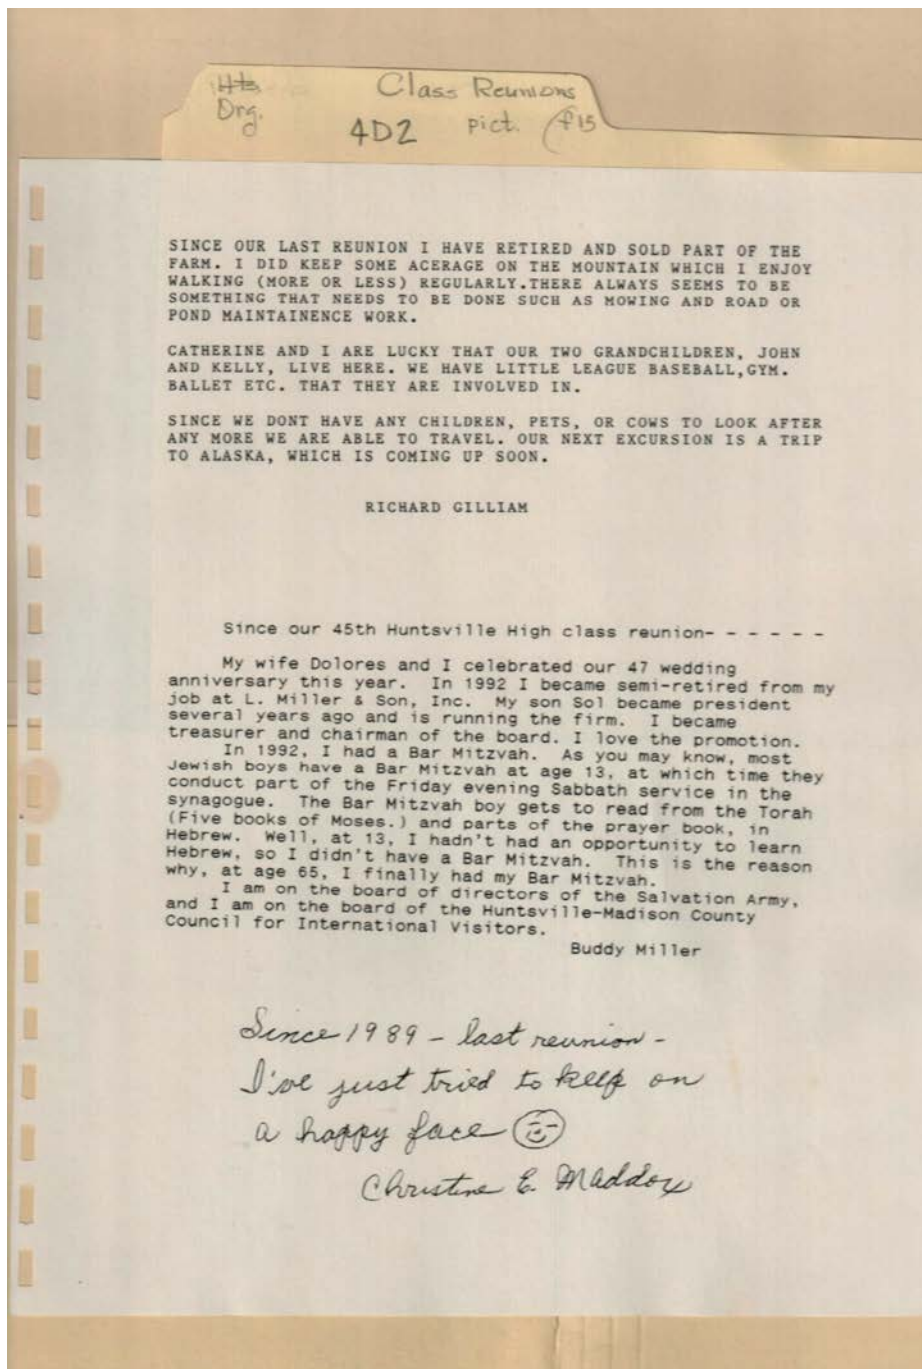 Hts.
Org.
Class Reunions
4D2 pict. f15
SINCE OUR LAST REUNION I HAVE RETIRED AND SOLD PART OF THE
FARM. I DID KEEP SOME ACERAGE ON THE MOUNTAIN WHICH I ENJOY
WALKING (MORE OR LESS) REGULARLY.THERE ALWAYS SEEMS TO BE
SOMETHING THAT NEEDS TO BE DONE SUCH AS MOWING AND ROAD OR
POND MAINTAINENCE WORK.
CATHERINE AND I ARE LUCKY THAT OUR TWO GRANDCHILDREN, JOHN
AND KELLY, LIVE HERE. WE HAVE LITTLE LEAGUE BASEBALL,GYM.
BALLET ETC. THAT THEY ARE INVOLVED IN.
SINCE WE DONT HAVE ANY CHILDREN, PETS, OR COWS TO LOOK AFTER
ANY MORE WE ARE ABLE TO TRAVEL. OUR NEXT EXCURSION IS A TRIP
TO ALASKA, WHICH IS COMING UP SOON.
RICHARD GILLIAM
Since our 45th Huntsville High class reunion- - - - - -
My wife Dolores and I celebrated our 47 wedding
anniversary this year. In 1992 I became semi-retired from my
job at L. Miller & Son, Inc. My son Sol became president
several years ago and is running the firm. I became
treasurer and chairman of the board. I love the promotion.
In 1992, I had a Bar Mitzvah. As you may know, most
Jewish boys have a Bar Mitzvah at age 13, at which time they
conduct part of the Friday evening Sabbath service in the
synagogue. The Bar Mitzvah boy gets to read from the Torah
(Five books of Moses.) and parts of the prayer book, in
Hebrew. Well, at 13, I hadn't had an opportunity to learn
Hebrew, so I didn't have a Bar Mitzvah. This is the reason
why, at age 65, I finally had my Bar Mitzvah.
I am on the board of directors of the Salvation Army,
and I am on the board of the Huntsville-Madison County
Council for International Visitors.
Buddy Miller
Since 1989 - last reunion -
I've just tried to keep on
a happy face
Christine E. Maddox